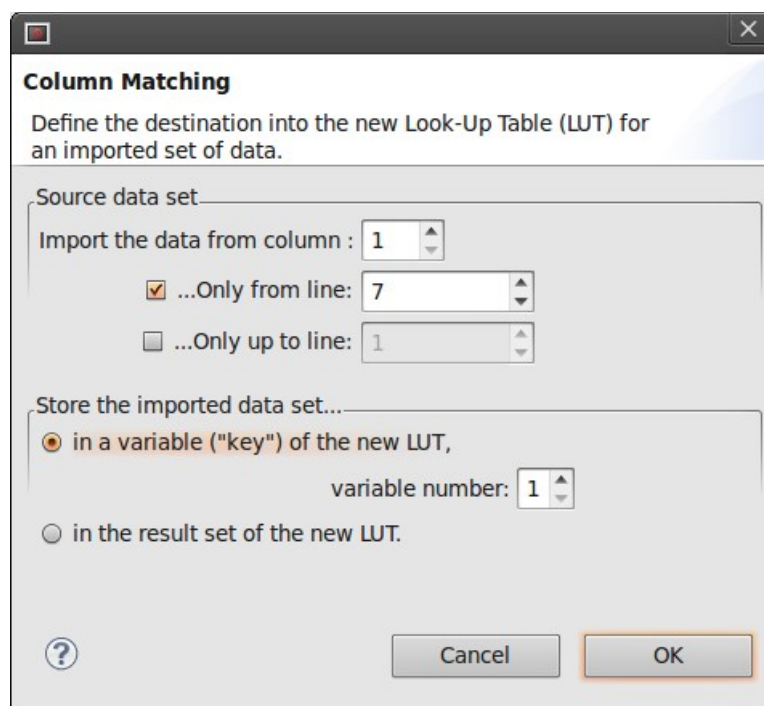 Column Matching
Define the destination into the new Look-Up Table (LUT) for
an imported set of data.
Source data set
Import the data from column : 1
...Only from line: 7
...Only up to line: 1
Store the imported data set...
in a variable ("key") of the new LUT,
variable number: 1
in the result set of the new LUT.
? Cancel OK